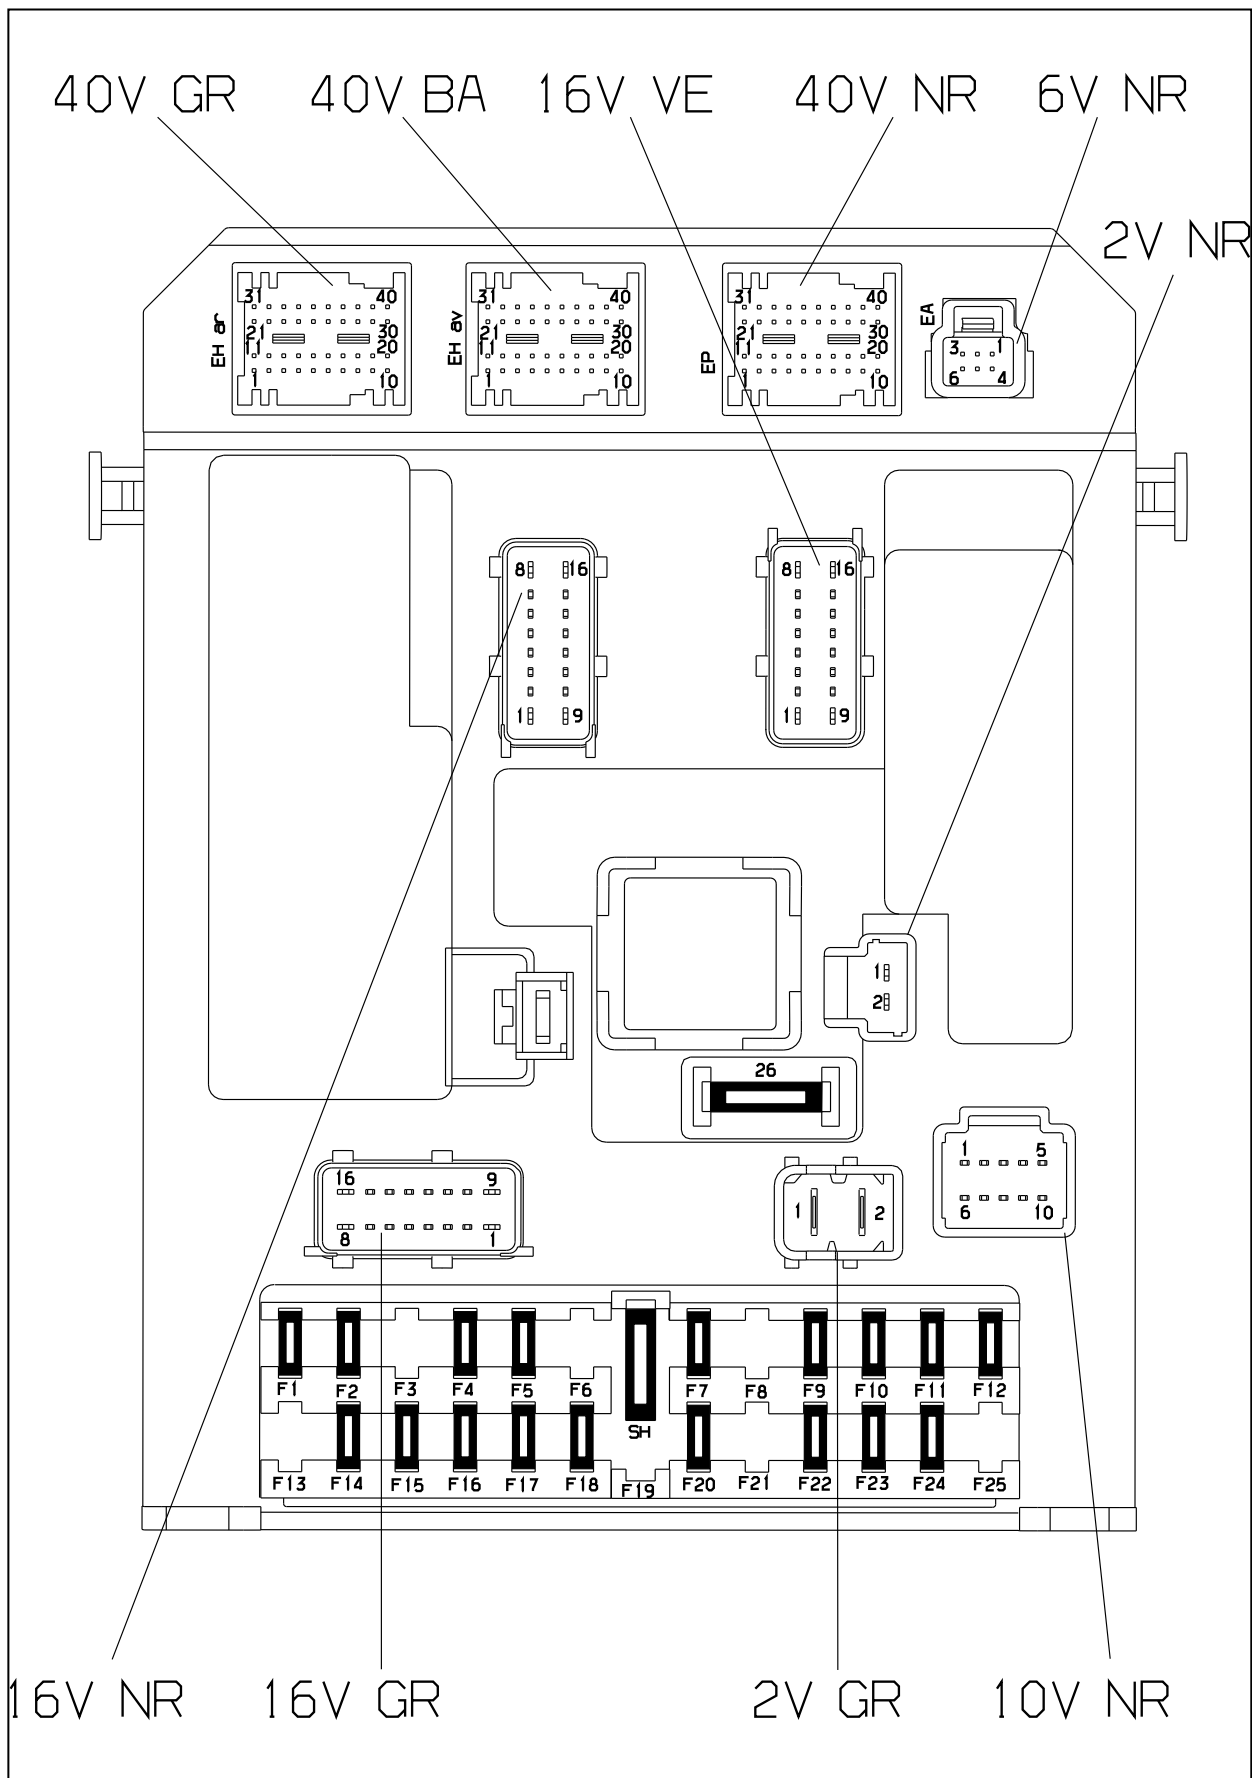 40V GR 40V BA 16V VE 40V NR 6V NR
2V NR
31 40 31 40 31 40
EH ar 21 30 EH av 21 30 EP 21 30 EA 3 1
11 20 11 20 11 20
1 10 1 10 1 10 6 4
8 16 8 16
1 9 1 9
1
2
26
1 5
16 9
1 2 6 10
8 1
F1 F2 F3 F4 F5 F6 F7 F8 F9 F10 F11 F12
SH
F13 F14 F15 F16 F17 F18 F19 F20 F21 F22 F23 F24 F25
16V NR 16V GR 2V GR 10V NR